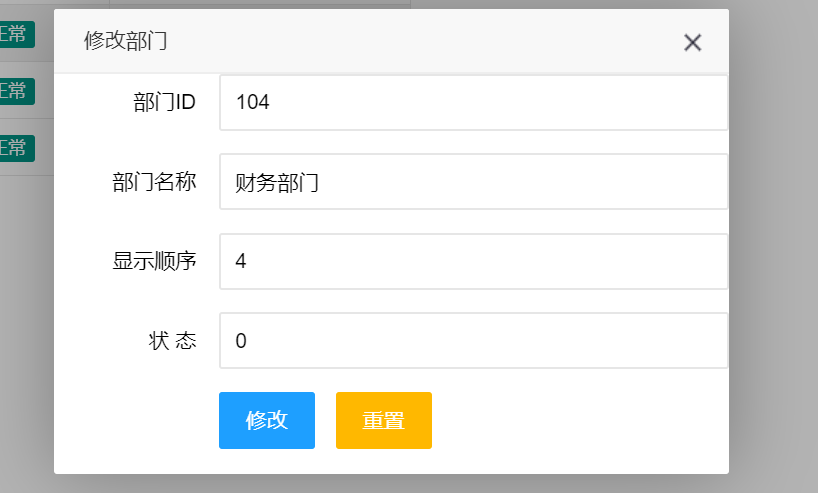 正常
正常
正常
修改部门
部门ID 104
部门名称 财务部门
显示顺序 4
状 态 0
修改 重置